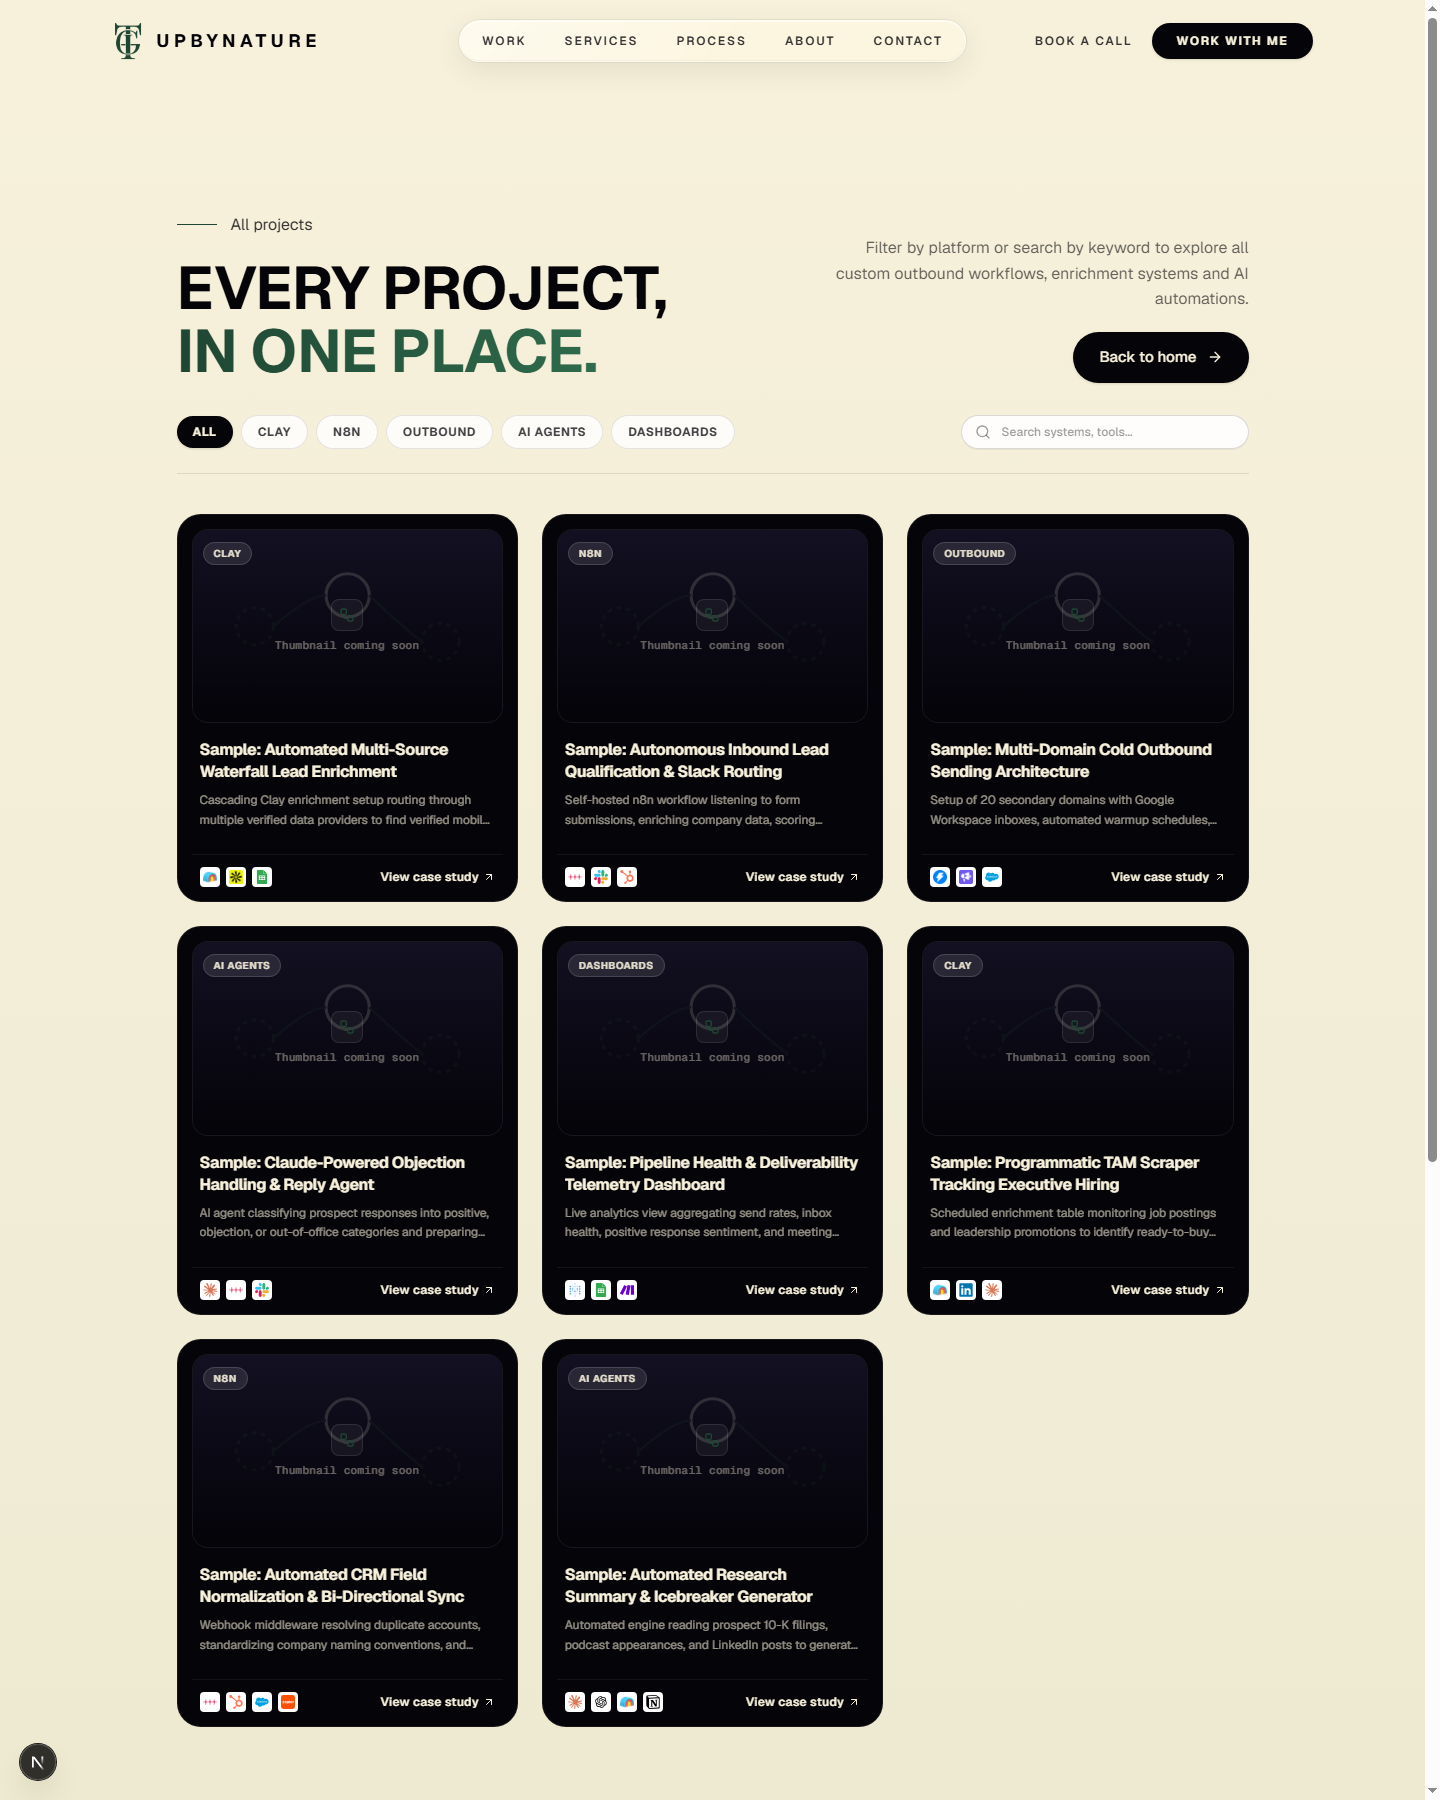 UPBYNATURE
WORK
SERVICES
PROCESS
ABOUT
CONTACT
BOOK A CALL
WORK WITH ME
All projects
EVERY PROJECT,
IN ONE PLACE.
Filter by platform or search by keyword to explore all
custom outbound workflows, enrichment systems and AI
automations.
Back to home
ALL
CLAY
N8N
OUTBOUND
AI AGENTS
DASHBOARDS
Search systems, tools...
CLAY
Thumbnail coming soon
Sample: Automated Multi-Source
Waterfall Lead Enrichment
Cascading Clay enrichment setup routing through
multiple verified data providers to find verified mobil...
View case study
N8N
Thumbnail coming soon
Sample: Autonomous Inbound Lead
Qualification & Slack Routing
Self-hosted n8n workflow listening to form
submissions, enriching company data, scoring...
View case study
OUTBOUND
Thumbnail coming soon
Sample: Multi-Domain Cold Outbound
Sending Architecture
Setup of 20 secondary domains with Google
Workspace inboxes, automated warmup schedules,...
View case study
AI AGENTS
Thumbnail coming soon
Sample: Claude-Powered Objection
Handling & Reply Agent
AI agent classifying prospect responses into positive,
objection, or out-of-office categories and preparing...
View case study
DASHBOARDS
Thumbnail coming soon
Sample: Pipeline Health & Deliverability
Telemetry Dashboard
Live analytics view aggregating send rates, inbox
health, positive response sentiment, and meeting...
View case study
CLAY
Thumbnail coming soon
Sample: Programmatic TAM Scraper
Tracking Executive Hiring
Scheduled enrichment table monitoring job postings
and leadership promotions to identify ready-to-buy...
View case study
N8N
Thumbnail coming soon
Sample: Automated CRM Field
Normalization & Bi-Directional Sync
Webhook middleware resolving duplicate accounts,
standardizing company naming conventions, and...
View case study
AI AGENTS
Thumbnail coming soon
Sample: Automated Research
Summary & Icebreaker Generator
Automated engine reading prospect 10-K filings,
podcast appearances, and LinkedIn posts to generat...
View case study